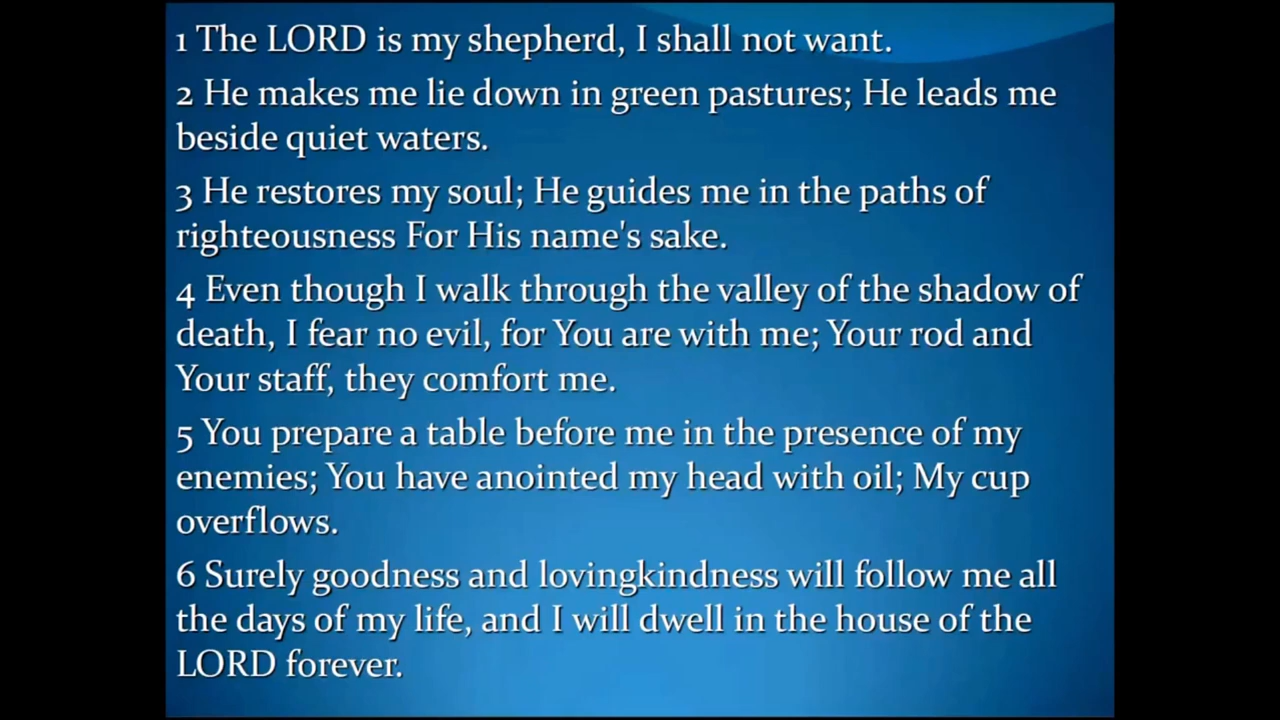 1 The LORD is my shepherd, I shall not want.
2 He makes me lie down in green pastures; He leads me
beside quiet waters.
3 He restores my soul; He guides me in the paths of
righteousness For His name's sake.
4 Even though I walk through the valley of the shadow of
death, I fear no evil, for You are with me; Your rod and
Your staff, they comfort me.
5 You prepare a table before me in the presence of my
enemies; You have anointed my head with oil; My cup
overflows.
6 Surely goodness and lovingkindness will follow me all
the days of my life, and I will dwell in the house of the
LORD forever.